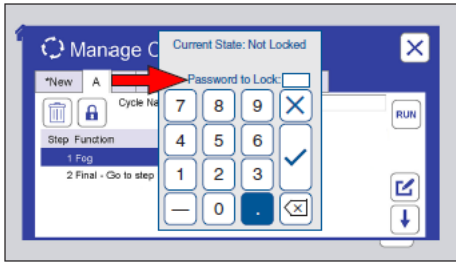 Manage C
Current State: Not Locked
*New A
Password to Lock:
Cycle Na
7 8 9
RUN
Step Function
4 5 6
1 Fog
2 Final - Go to step
1 2 3
— 0 .